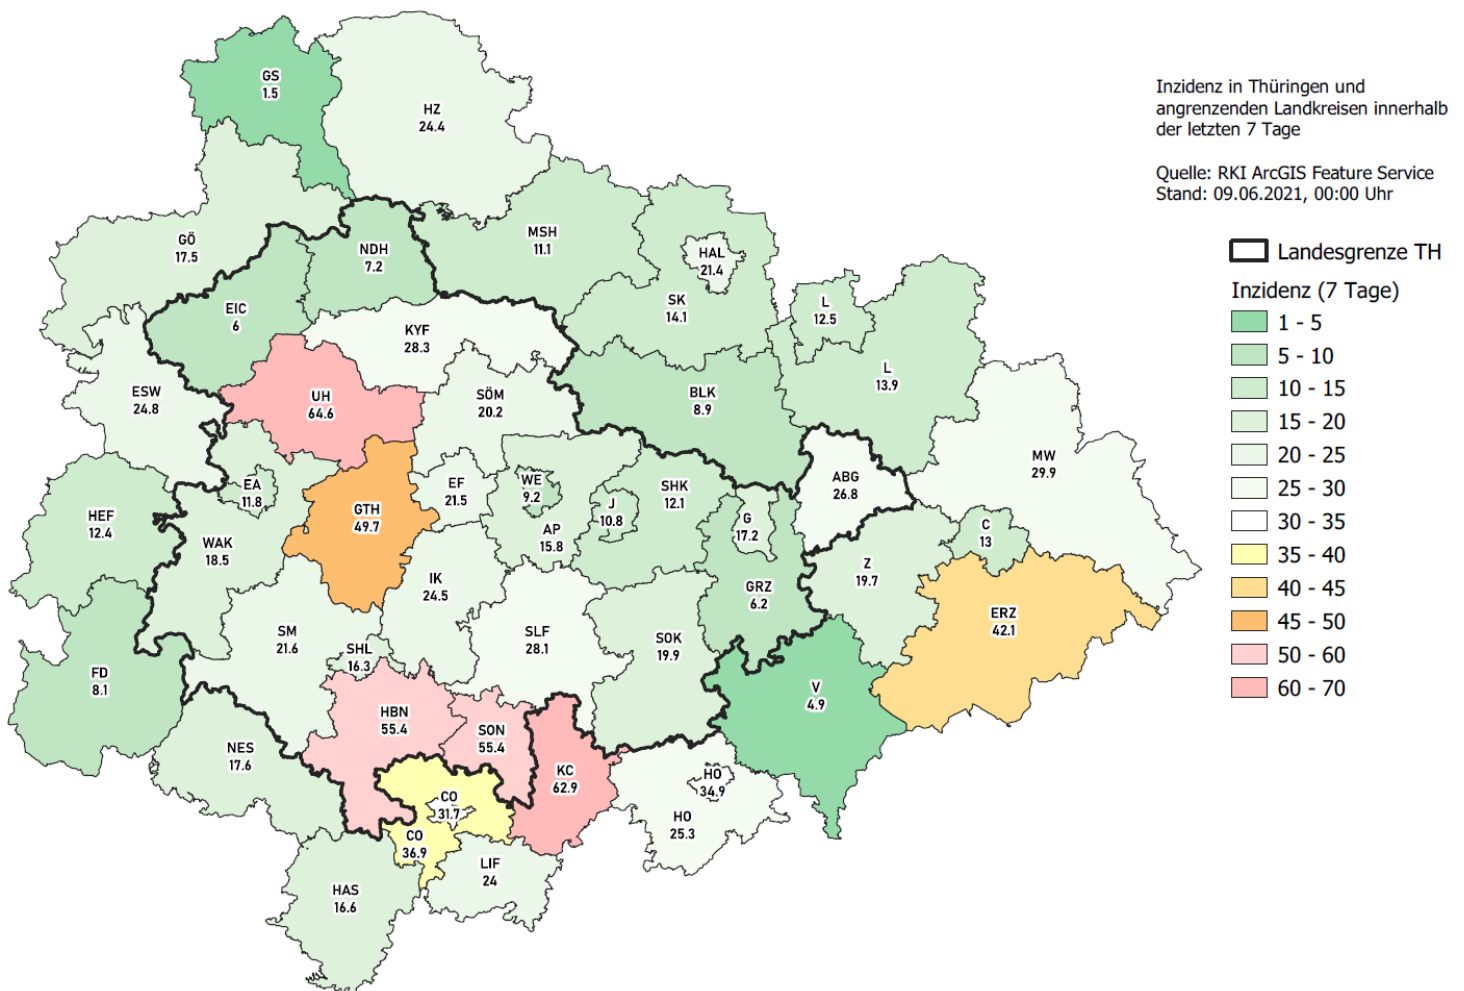 GS
1.5
HZ
24.4
Inzidenz in Thüringen und
angrenzenden Landkreisen innerhalb
der letzten 7 Tage
Quelle: RKI ArcGIS Feature Service
Stand: 09.06.2021, 00:00 Uhr
Landesgrenze TH
Inzidenz (7 Tage)
1 - 5
5 - 10
10 - 15
15 - 20
20 - 25
25 - 30
30 - 35
35 - 40
40 - 45
45 - 50
50 - 60
60 - 70
GÖ
17.5
NDH
7.2
MSH
11.1
HAL
21.4
EIC
6
SK
14.1
L
12.5
KYF
28.3
L
13.9
ESW
24.8
UH
64.6
SÖM
20.2
BLK
8.9
MW
29.9
EA
11.8
EF
21.5
WE
9.2
SHK
12.1
ABG
26.8
HEF
12.4
GTH
49.7
J
10.8
G
17.2
AP
15.8
C
13
WAK
18.5
IK
24.5
Z
19.7
GRZ
6.2
ERZ
42.1
SM
21.6
SHL
16.3
SLF
28.1
SOK
19.9
FD
8.1
V
4.9
HBN
55.4
SON
55.4
NES
17.6
KC
62.9
HO
34.9
CO
31.7
HO
25.3
CO
36.9
LIF
24
HAS
16.6